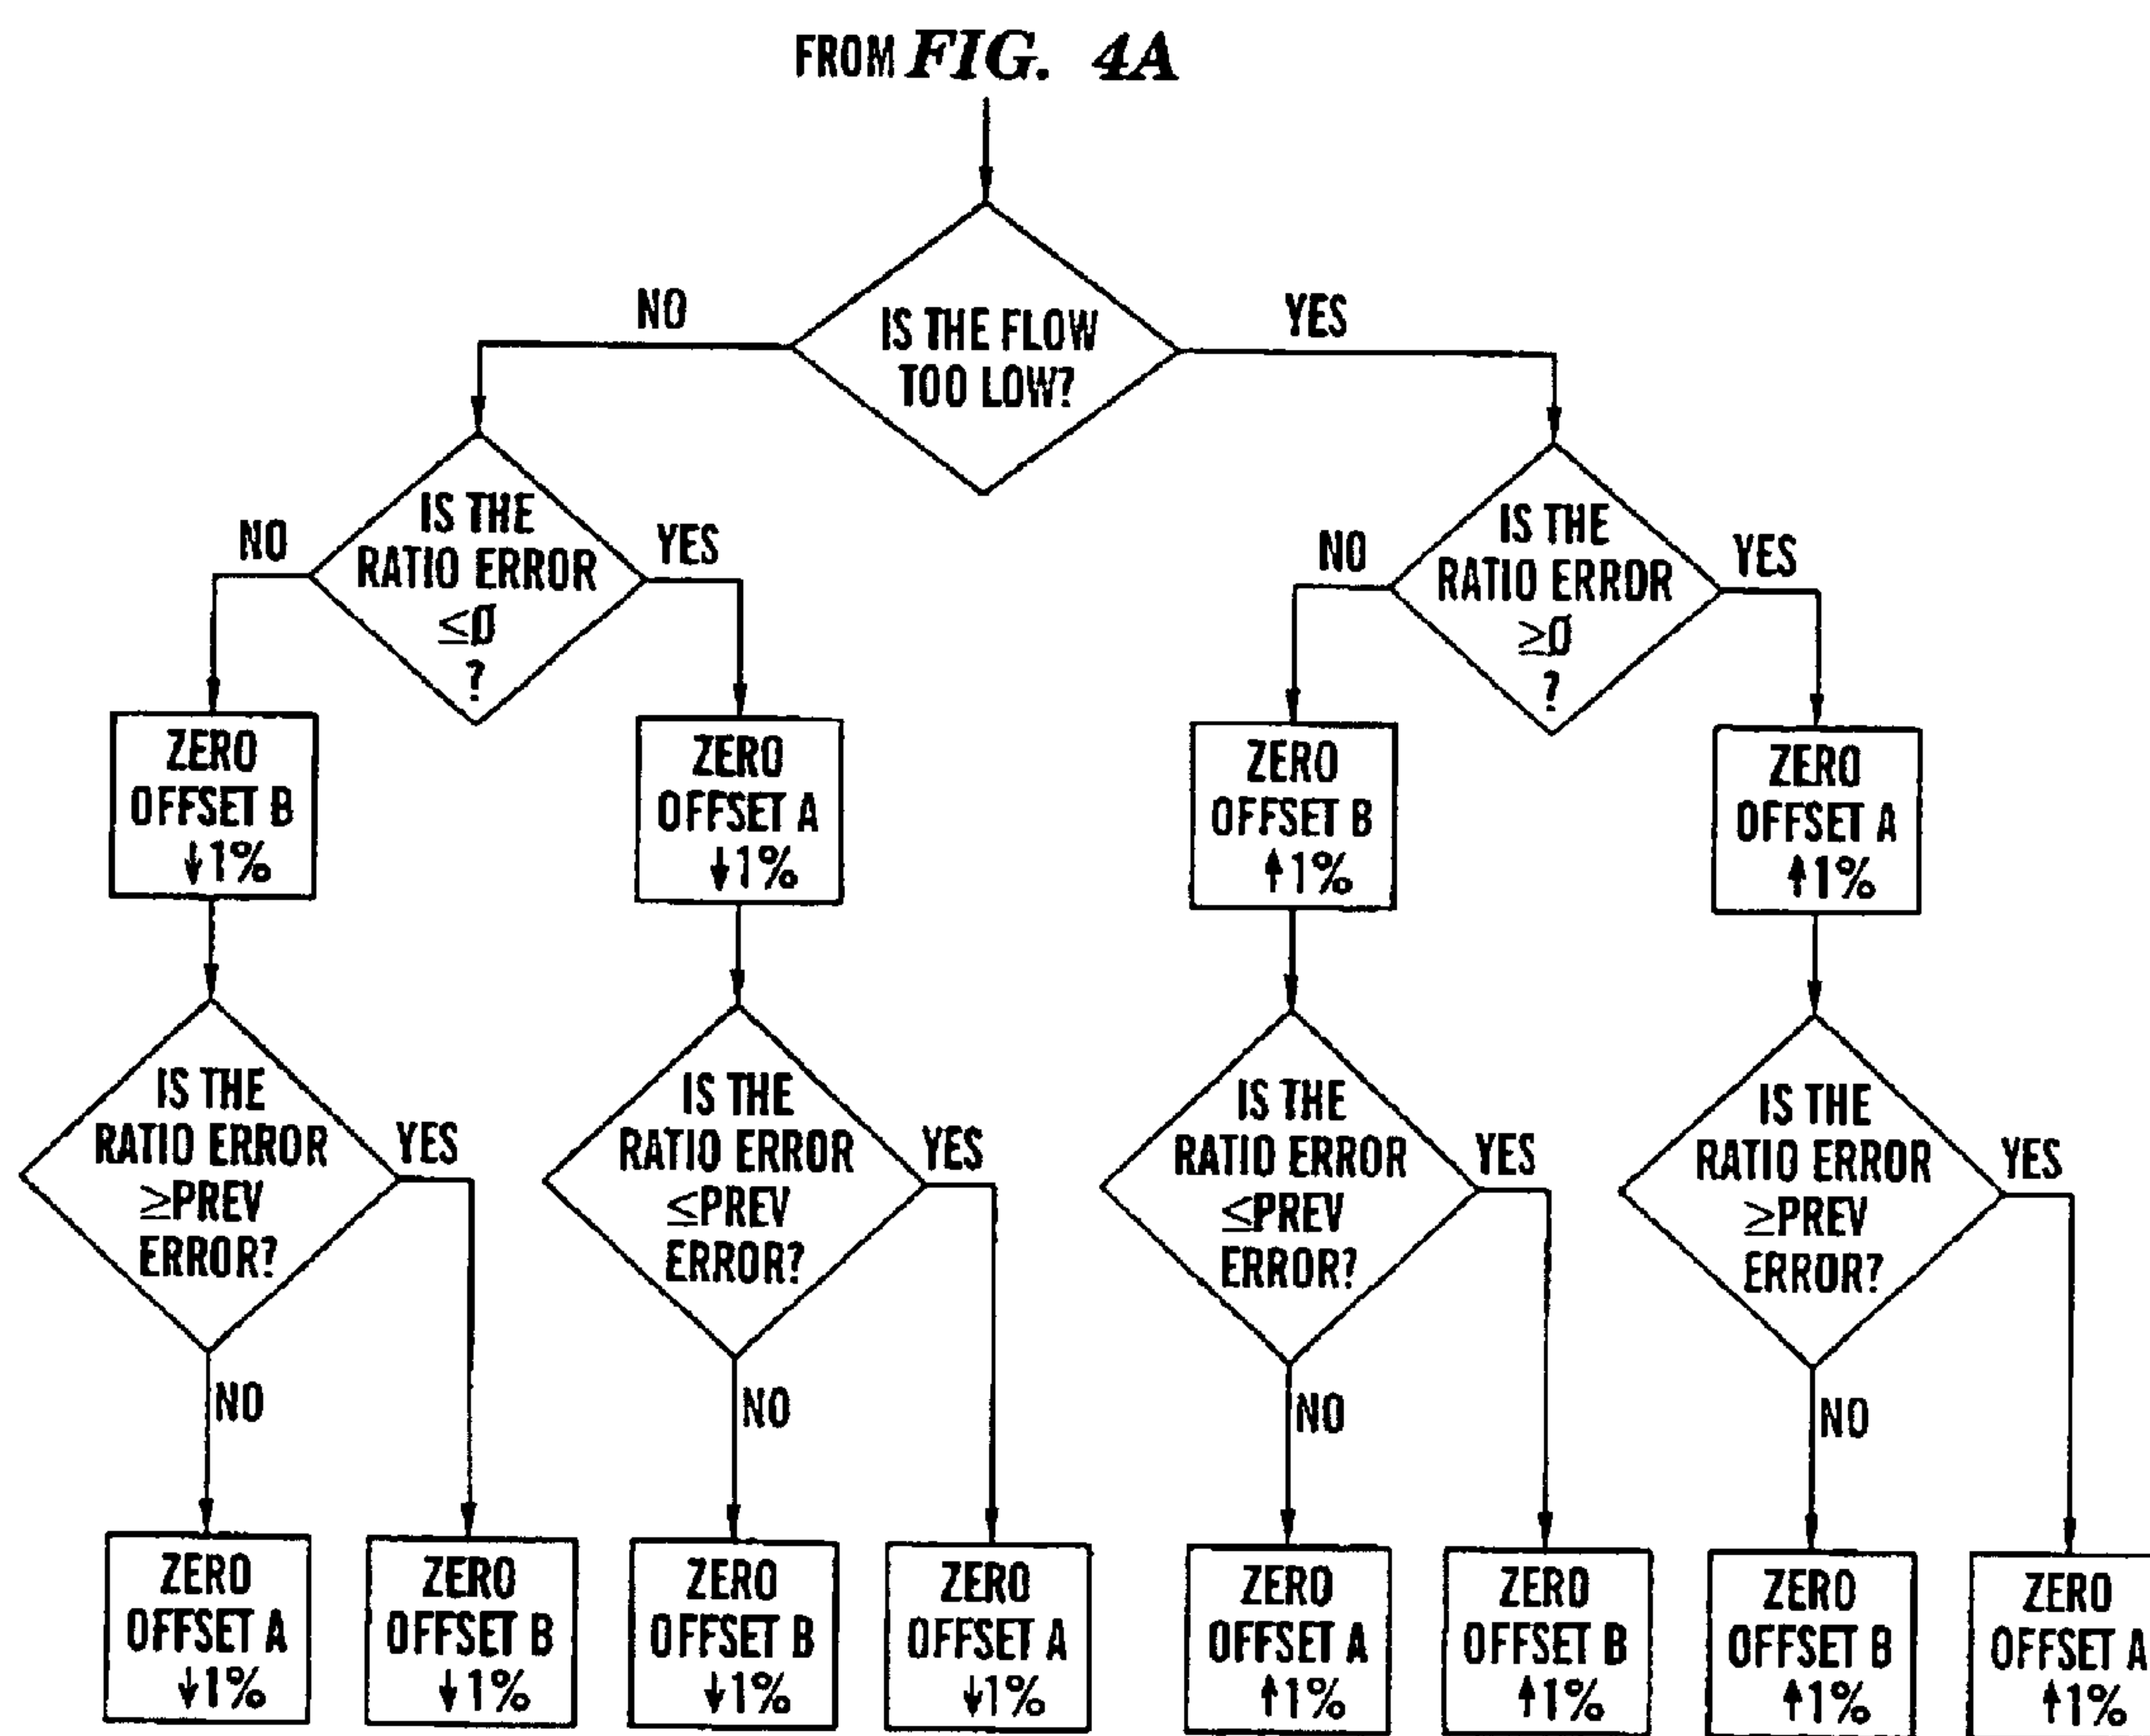 FROM FIG. 4A
IS THE FLOW
TOO LOW?
NO
YES
IS THE
RATIO ERROR
≤0
?
NO
YES
IS THE
RATIO ERROR
≥0
?
NO
YES
ZERO
OFFSET B
↓1%
ZERO
OFFSET A
↓1%
ZERO
OFFSET B
↑1%
ZERO
OFFSET A
↑1%
IS THE
RATIO ERROR
≥PREV
ERROR?
YES
NO
IS THE
RATIO ERROR
≤PREV
ERROR?
YES
NO
IS THE
RATIO ERROR
≤PREV
ERROR?
YES
NO
IS THE
RATIO ERROR
≥PREV
ERROR?
YES
NO
ZERO
OFFSET A
↓1%
ZERO
OFFSET B
↓1%
ZERO
OFFSET B
↓1%
ZERO
OFFSET A
↓1%
ZERO
OFFSET A
↑1%
ZERO
OFFSET B
↑1%
ZERO
OFFSET B
↑1%
ZERO
OFFSET A
↑1%